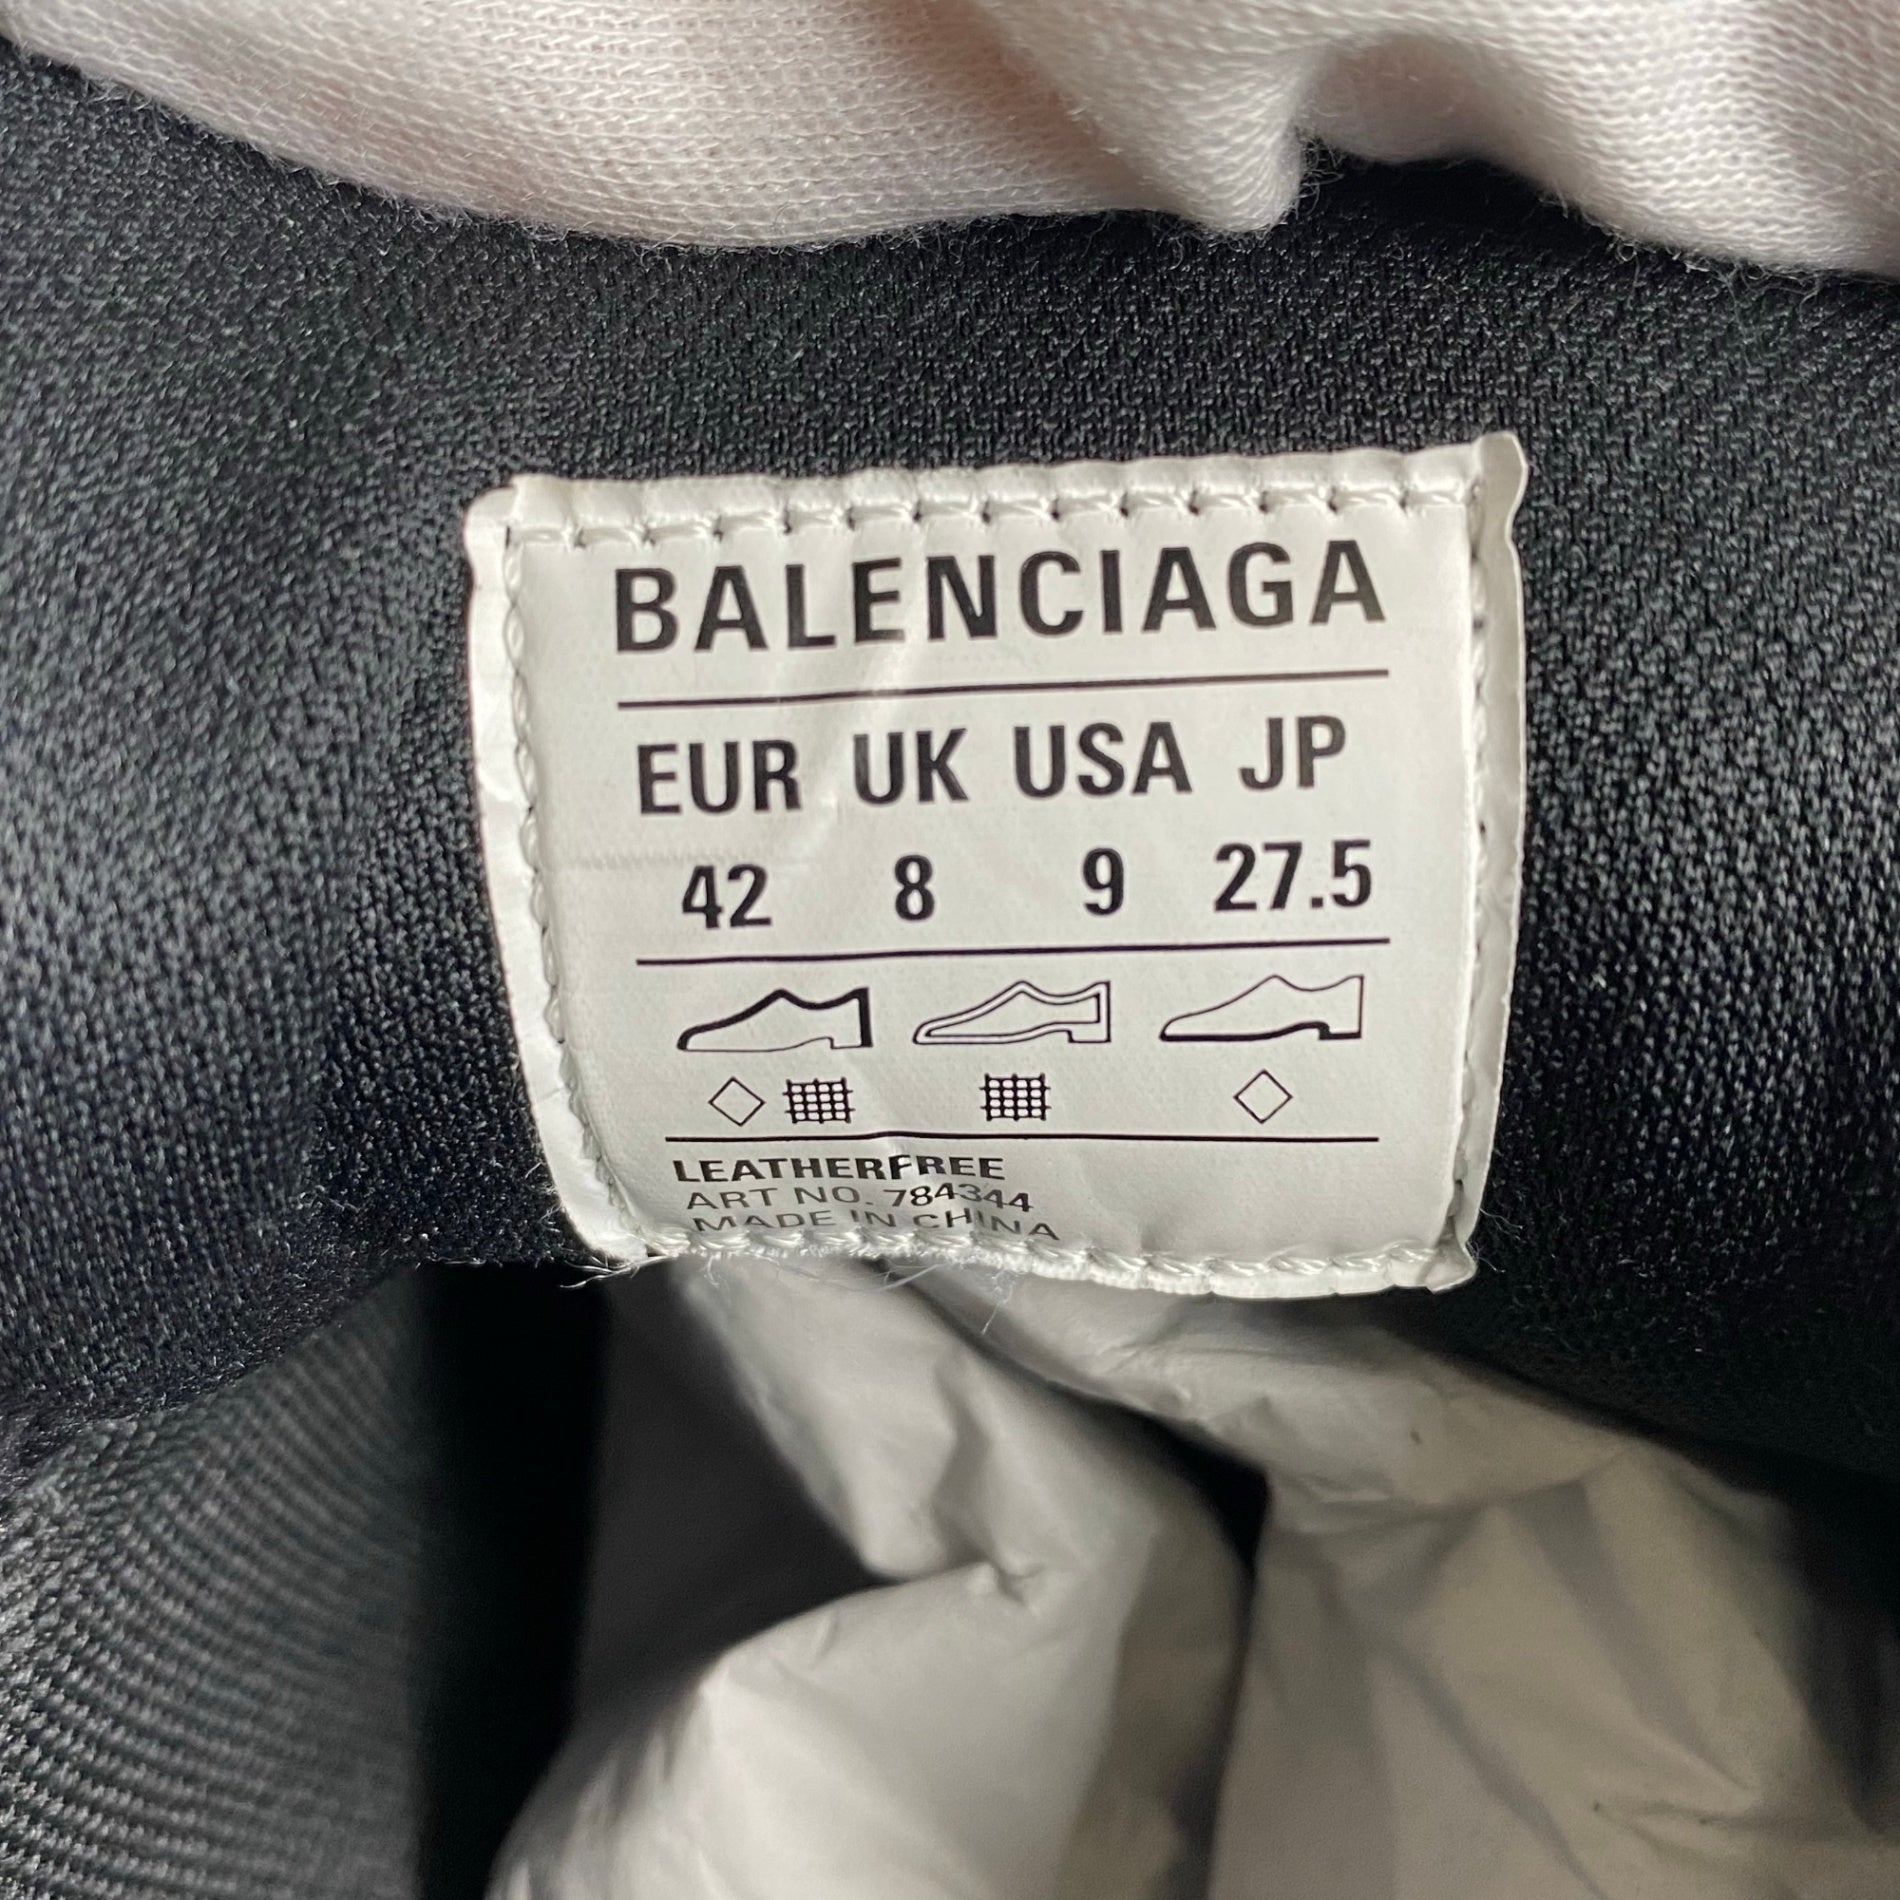 BALENCIAGA
EUR UK USA JP
42 8 9 27.5
LEATHERFREE
ART NO. 784344
MADE IN CHINA